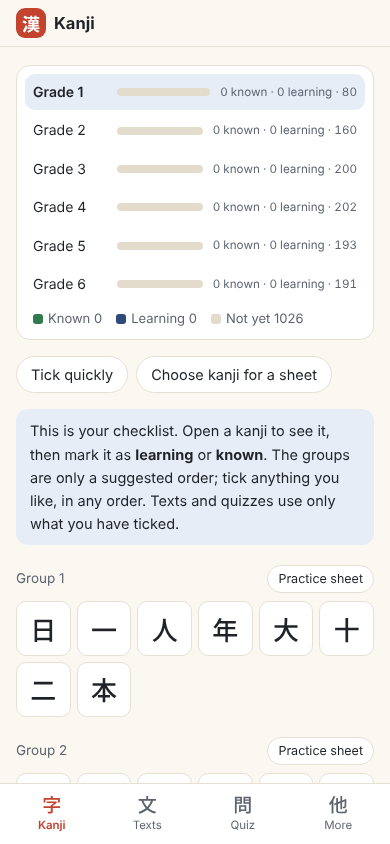 漢 Kanji
Grade 1 0 known · 0 learning · 80
Grade 2 0 known · 0 learning · 160
Grade 3 0 known · 0 learning · 200
Grade 4 0 known · 0 learning · 202
Grade 5 0 known · 0 learning · 193
Grade 6 0 known · 0 learning · 191
Known 0 Learning 0 Not yet 1026
Tick quickly Choose kanji for a sheet
This is your checklist. Open a kanji to see it,
then mark it as learning or known. The groups
are only a suggested order; tick anything you
like, in any order. Texts and quizzes use only
what you have ticked.
Group 1 Practice sheet
日 一 人 年 大 十
二 本
Group 2 Practice sheet
字 文 問 他
Kanji Texts Quiz More